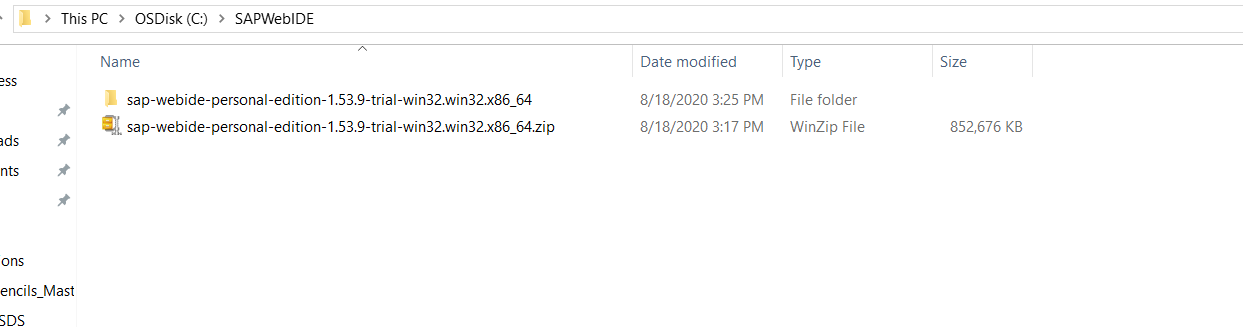 This PC > OSDisk (C:) > SAPWebIDE
Name Date modified Type Size
ess
sap-webide-personal-edition-1.53.9-trial-win32.win32.x86_64 8/18/2020 3:25 PM File folder
sap-webide-personal-edition-1.53.9-trial-win32.win32.x86_64.zip 8/18/2020 3:17 PM WinZip File 852,676 KB
ads
nts
ons
encils_Mast
SDS